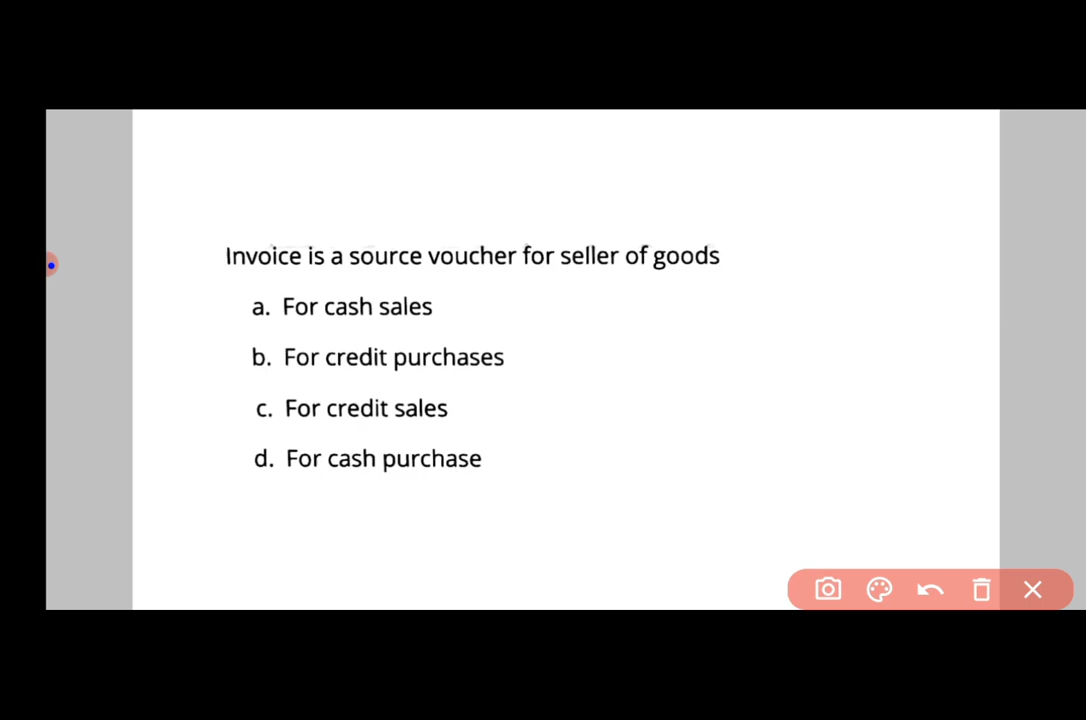 Invoice is a source voucher for seller of goods
a. For cash sales
b. For credit purchases
c. For credit sales
d. For cash purchase